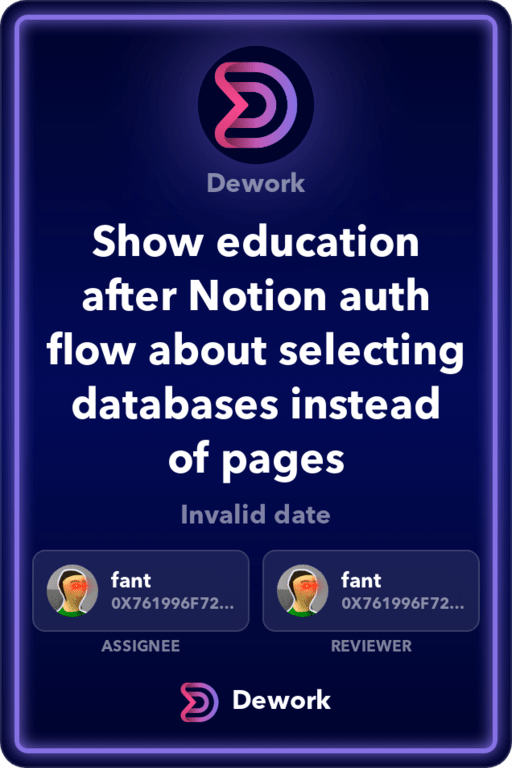 Dework
Show education
after Notion auth
flow about selecting
databases instead
of pages
Invalid date
fant
0X761996F72...
ASSIGNEE
fant
0X761996F72...
REVIEWER
Dework